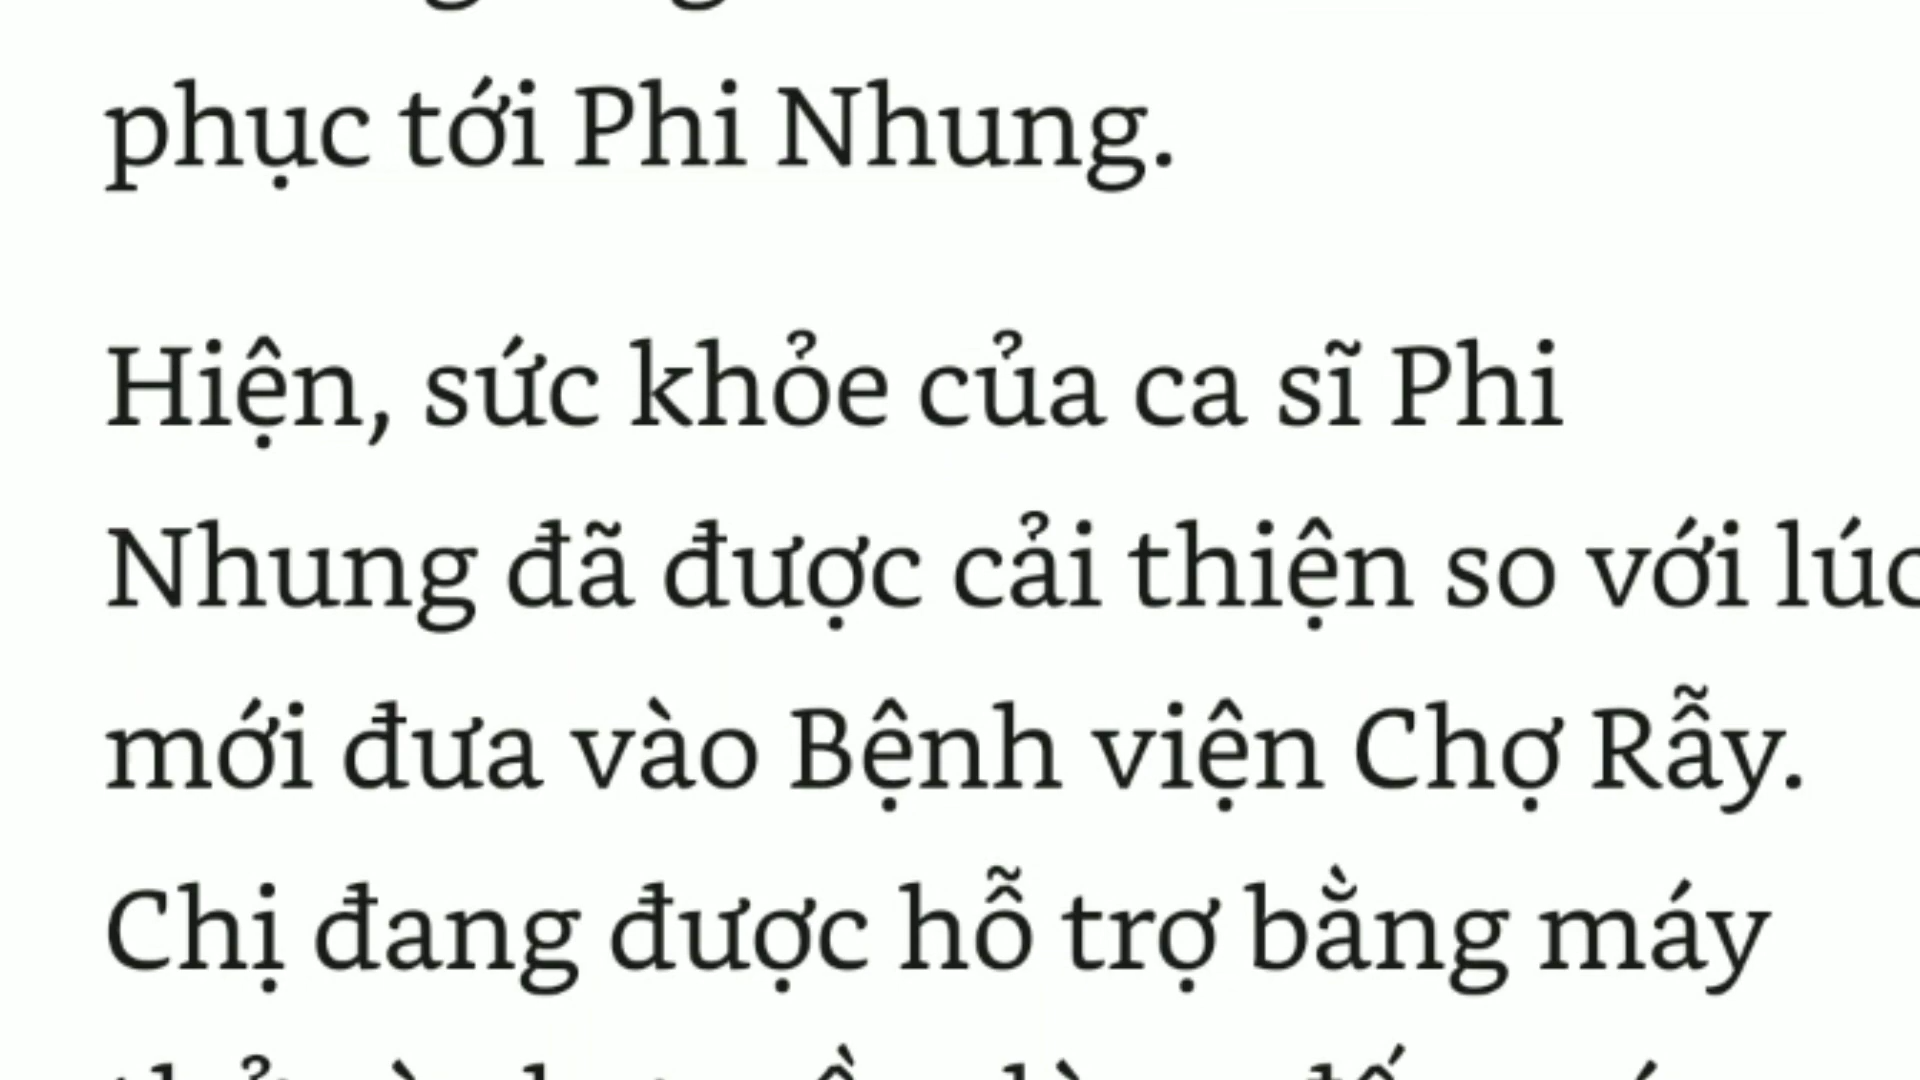 phục tới Phi Nhung.
Hiện, sức khỏe của ca sĩ Phi
Nhung đã được cải thiện so với lúc
mới đưa vào Bệnh viện Chợ Rẫy.
Chị đang được hỗ trợ bằng máy